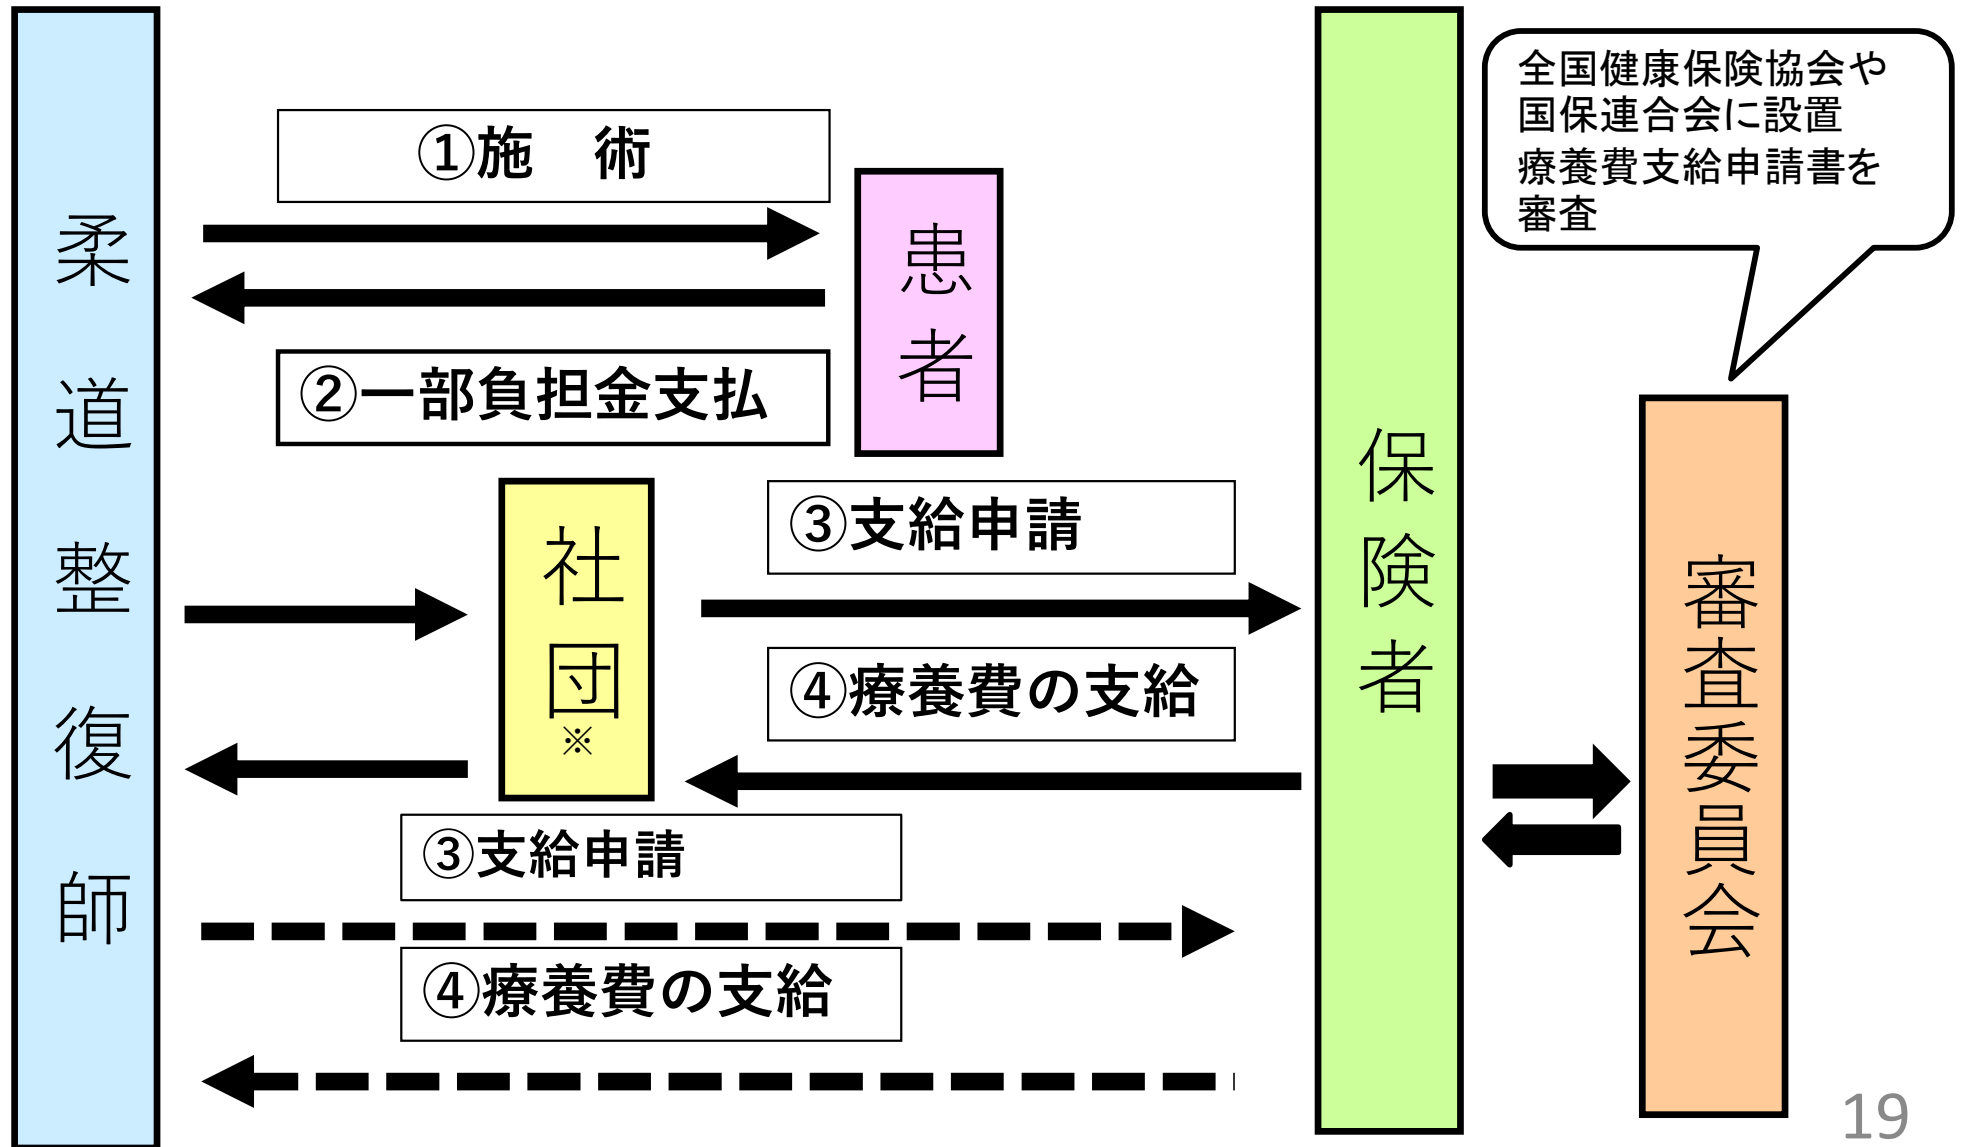 柔道整復師
①施　術
②一部負担金支払
患者
社団
※
③支給申請
④療養費の支給
③支給申請
④療養費の支給
保険者
全国健康保険協会や
国保連合会に設置
療養費支給申請書を
審査
審査委員会
19